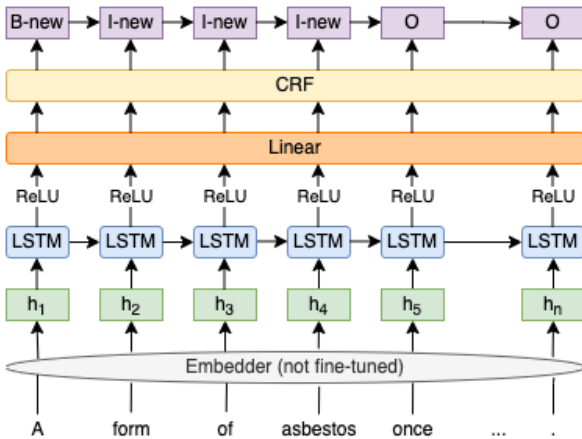 B-new I-new I-new I-new O O
CRF
Linear
ReLU ReLU ReLU ReLU ReLU ReLU
LSTM LSTM LSTM LSTM LSTM LSTM
h₁ h₂ h₃ h₄ h₅ hₙ
Embedder (not fine-tuned)
A form of asbestos once ... .